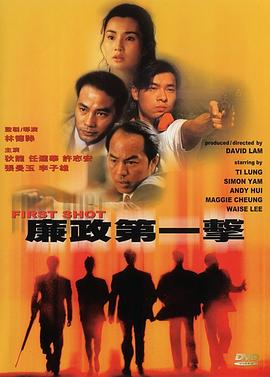 監製/導演
林德祿
主演
狄龍 任達華 許志安
張曼玉 李子雄
produced/directed by
DAVID LAM
starring by
TI LUNG
SIMON YAM
ANDY HUI
MAGGIE CHEUNG
WAISE LEE
FIRST SHOT
廉政第一擊
DVD